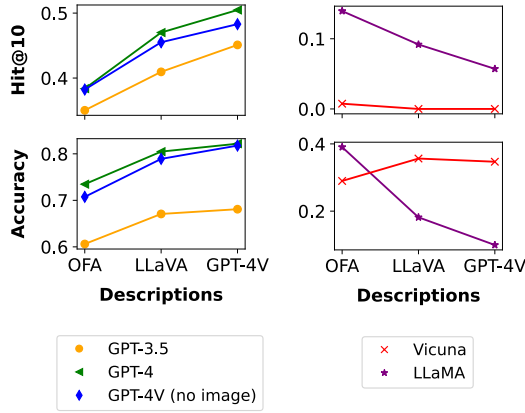 Hit@10
0.5
0.4
0.1
0.0
Accuracy
0.8
0.7
0.6
0.4
0.2
OFA LLaVA GPT-4V
OFA LLaVA GPT-4V
Descriptions
Descriptions
GPT-3.5
GPT-4
GPT-4V (no image)
Vicuna
LLaMA